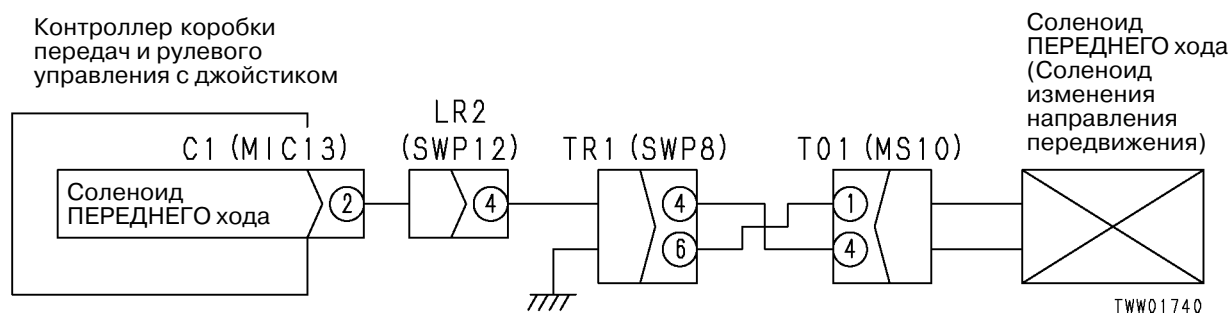 Контроллер коробки
передач и рулевого
управления с джойстиком
Соленоид
ПЕРЕДНЕГО хода
(Соленоид
изменения
направления
передвижения)
LR2
C1 (MIC13)
(SWP12)
TR1 (SWP8)
T01 (MS10)
Соленоид
ПЕРЕДНЕГО хода
2
4
4
6
1
4
TWW01740